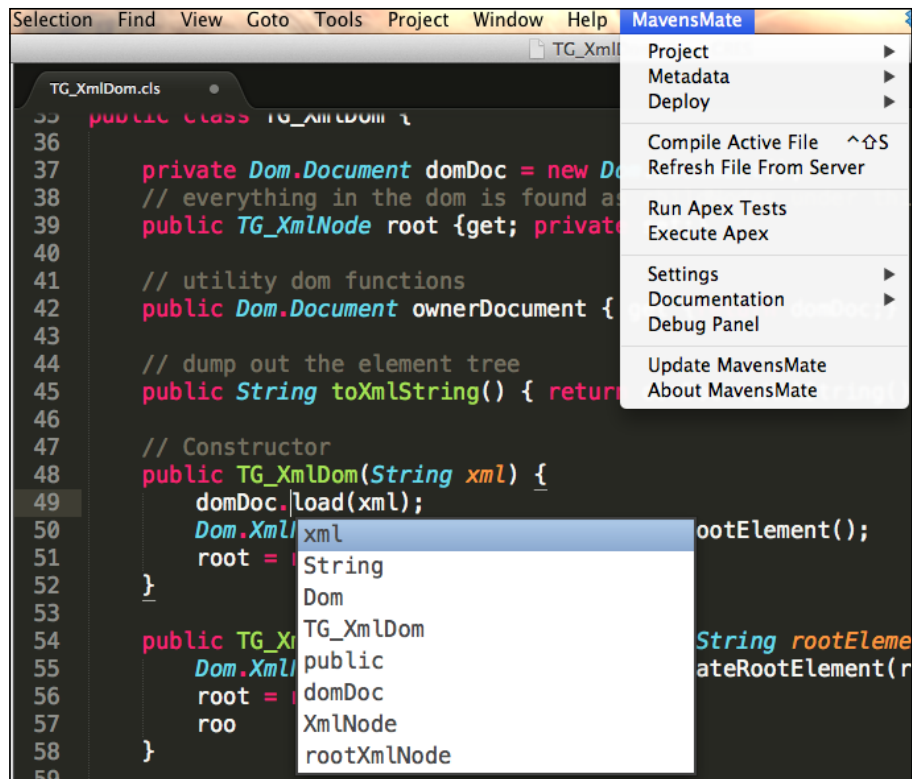 Selection Find View Goto Tools Project Window Help MavensMate
TG_Xml
TG_XmlDom.cls
Project
Metadata
Deploy
Compile Active File ^⇧S
Refresh File From Server
Run Apex Tests
Execute Apex
Settings
Documentation
Debug Panel
Update MavensMate
About MavensMate
35 public class TG_XmlDom {
36
37 private Dom.Document domDoc = new Do
38 // everything in the dom is found as
39 public TG_XmlNode root {get; private
40
41 // utility dom functions
42 public Dom.Document ownerDocument { domDoc;}
43
44 // dump out the element tree
45 public String toXmlString() { return
46
47 // Constructor
48 public TG_XmlDom(String xml) {
49 domDoc.load(xml);
50 Dom.Xml ootElement();
51 root =
52 }
53
54 public TG_X String rootEleme
55 Dom.Xml ateRootElement(r
56 root =
57 roo
58 }
59
xml
String
Dom
TG_XmlDom
public
domDoc
XmlNode
rootXmlNode